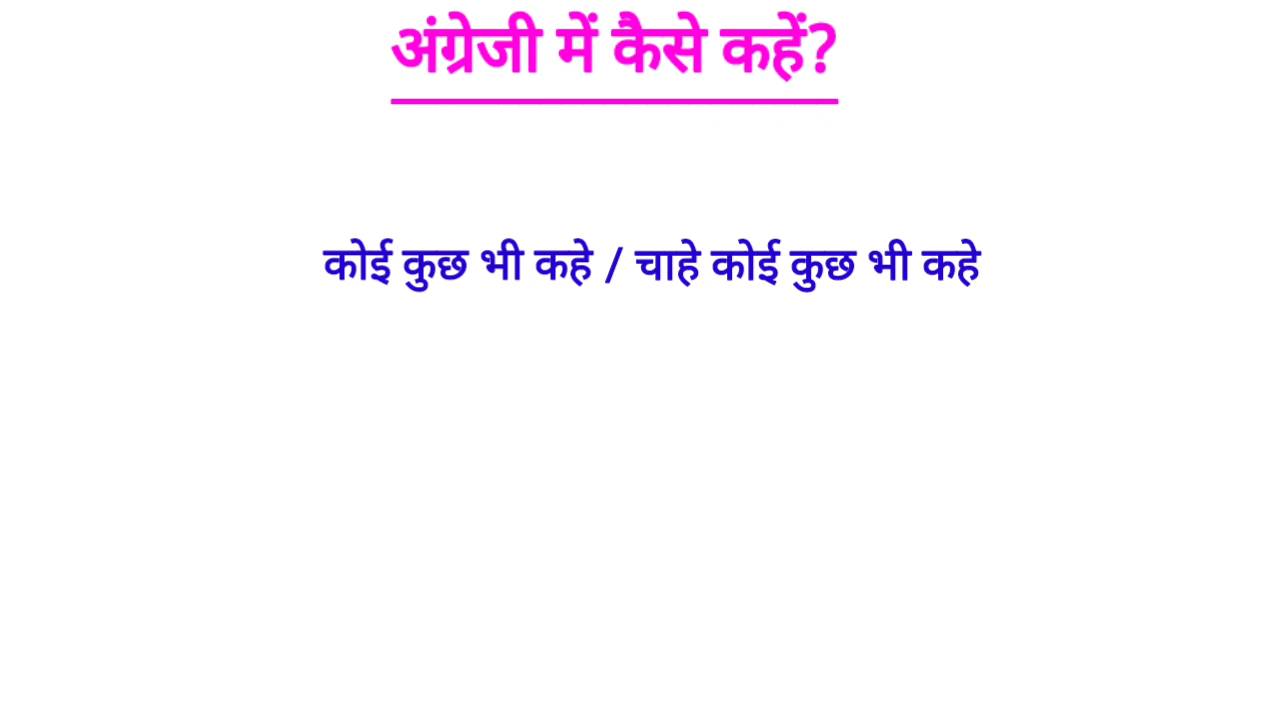 अंग्रेजी में कैसे कहें?
कोई कुछ भी कहे / चाहे कोई कुछ भी कहे